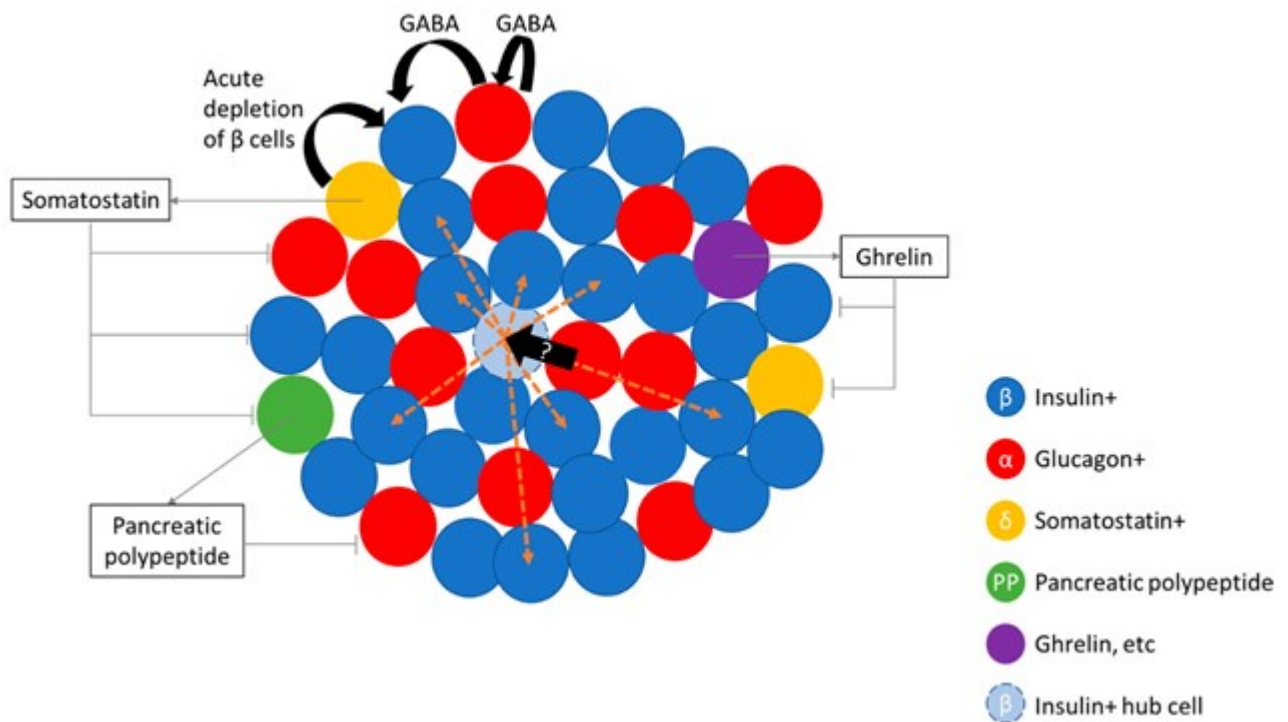 GABA
GABA
Acute
depletion
of β cells
Somatostatin
Ghrelin
?
Pancreatic
polypeptide
β Insulin+
α Glucagon+
δ Somatostatin+
PP Pancreatic polypeptide
Ghrelin, etc
β Insulin+ hub cell